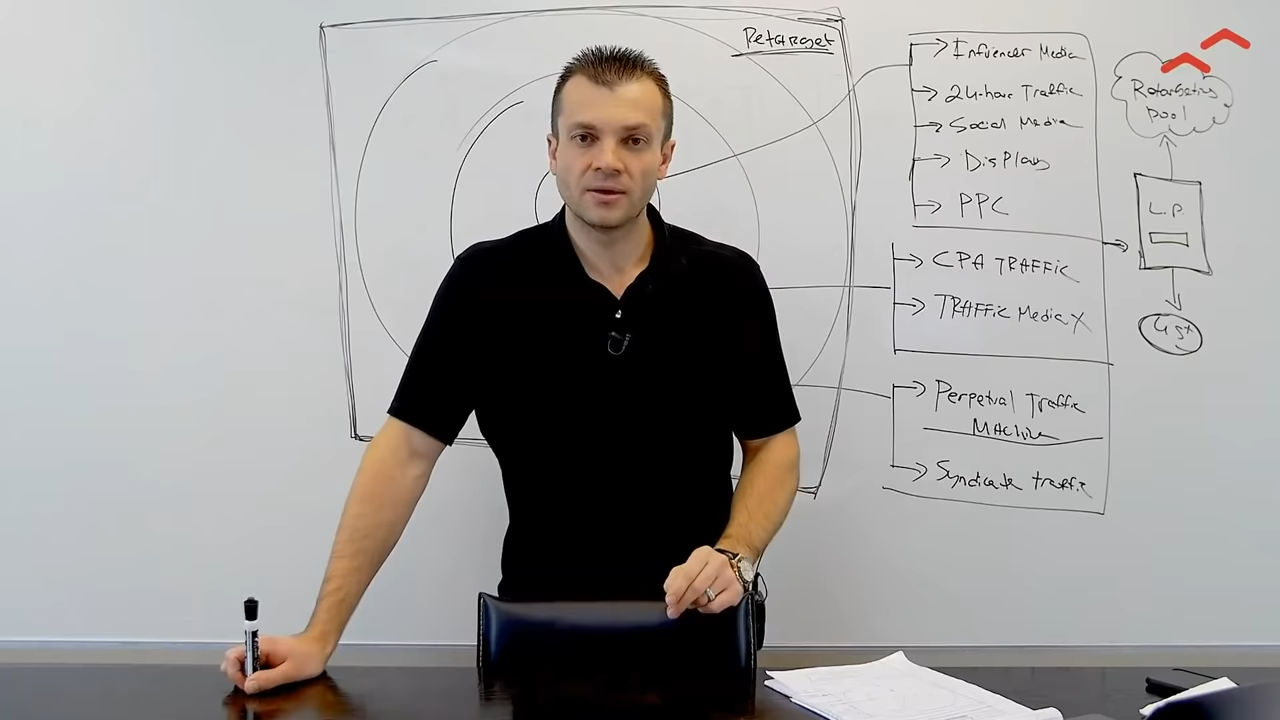 Retarget
Influencer Media
24-hour Traffic
Social Media
Display
PPC
CPA TRAFFIC
TRAFFIC Media X
Perpetual Traffic
MACHine
Syndicate traffic
Retargeting
Pool
L.P.